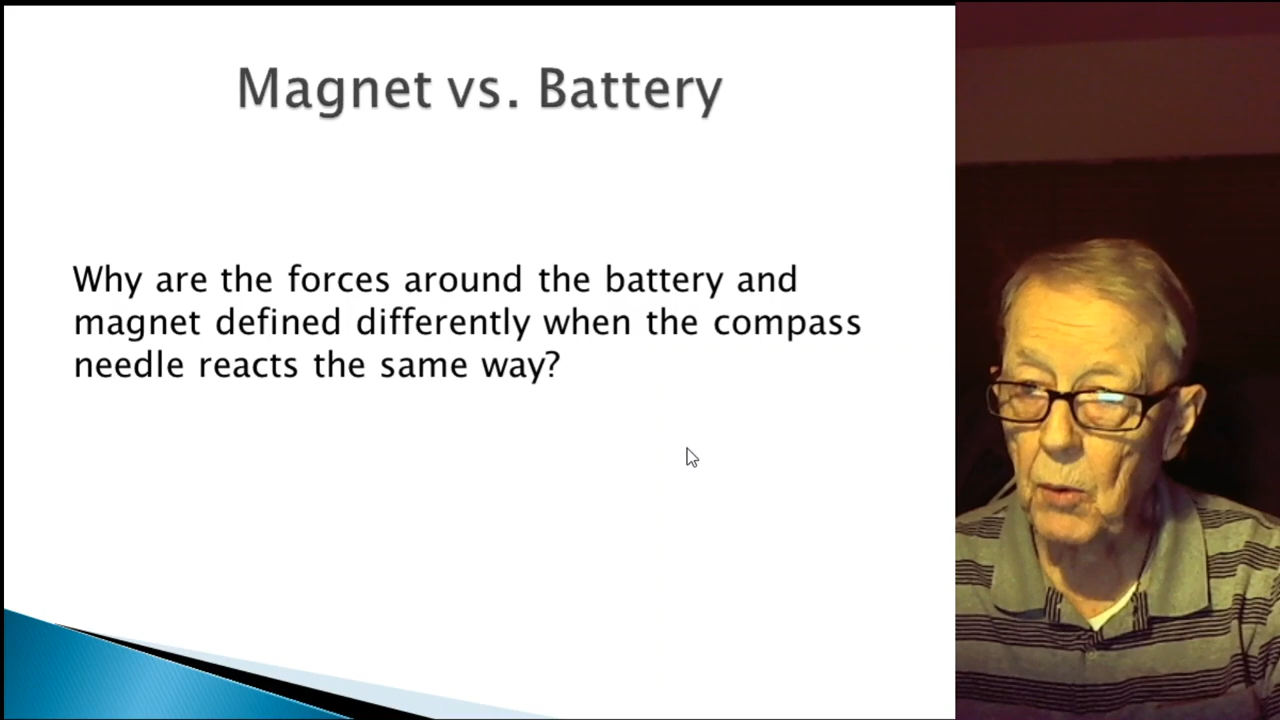 Magnet vs. Battery
Why are the forces around the battery and
magnet defined differently when the compass
needle reacts the same way?